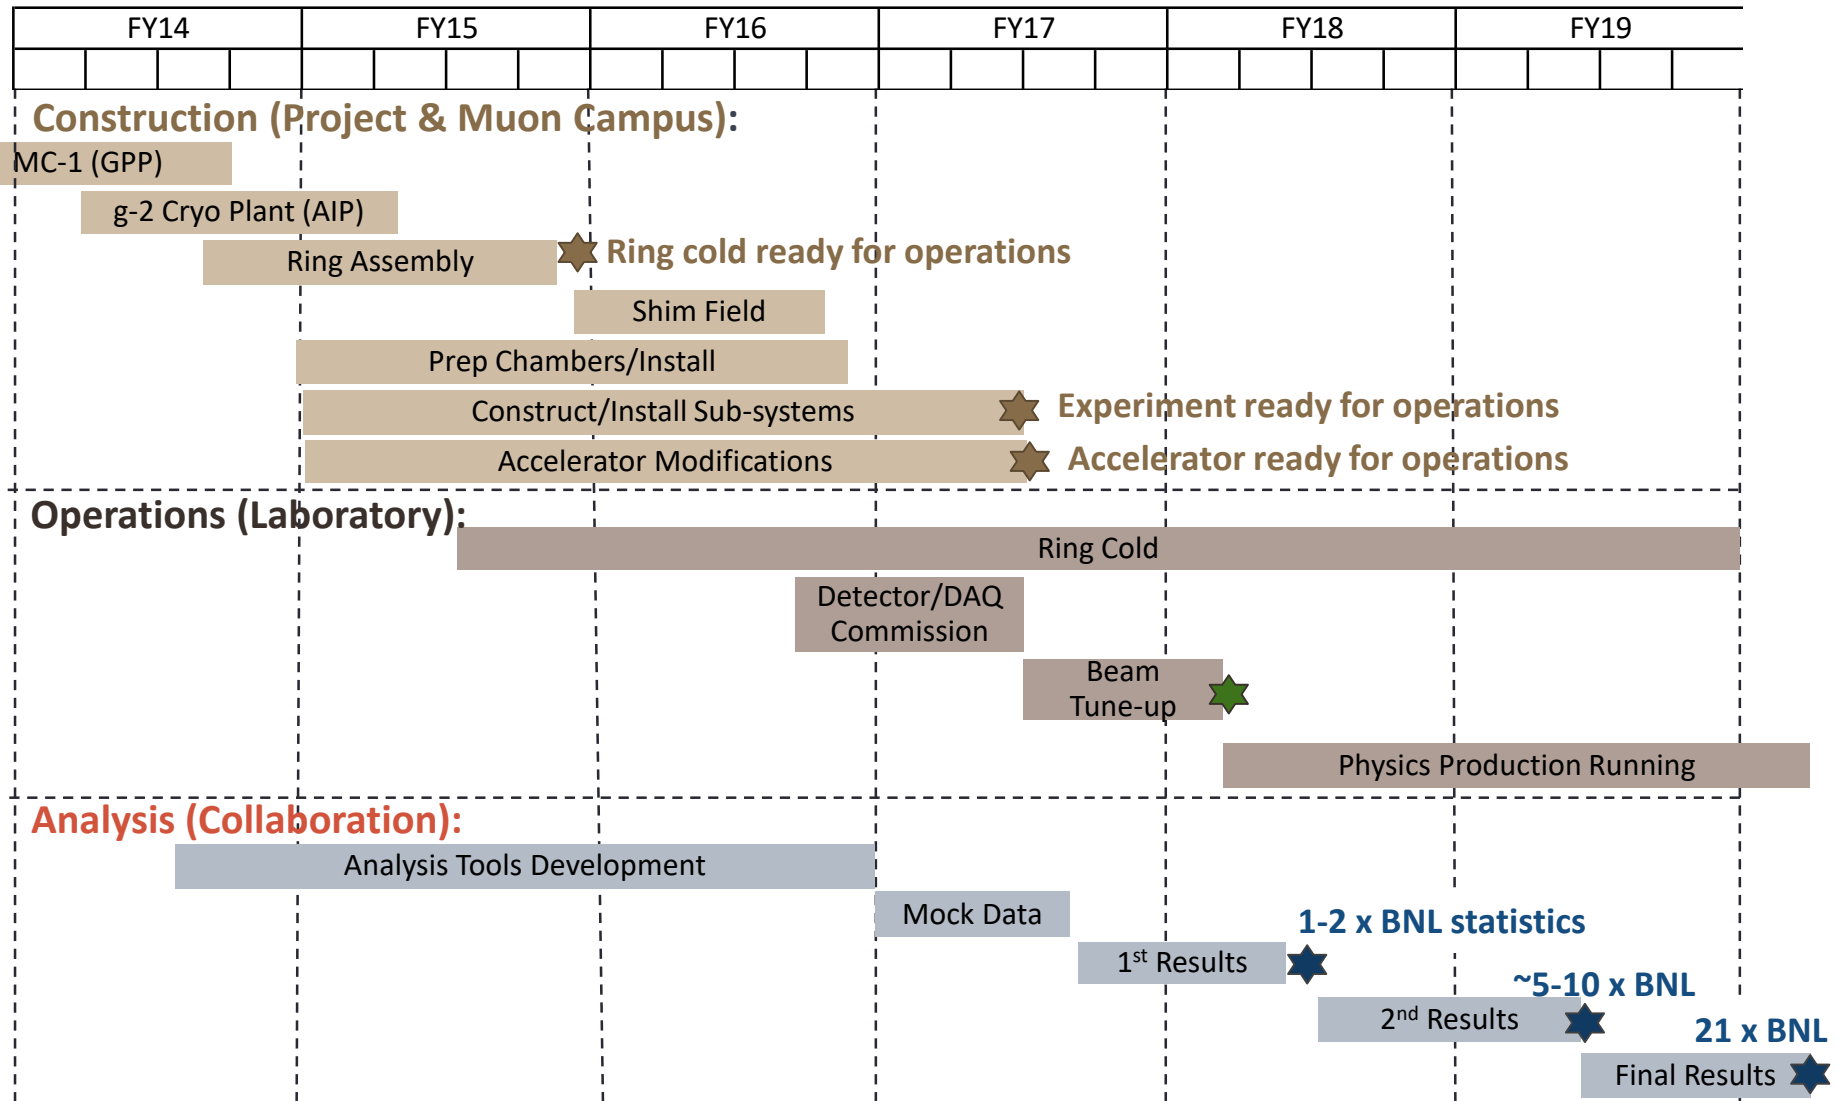 FY14 FY15 FY16 FY17 FY18 FY19
Construction (Project & Muon Campus):
MC-1 (GPP)
g-2 Cryo Plant (AIP)
Ring Assembly
Ring cold ready for operations
Shim Field
Prep Chambers/Install
Construct/Install Sub-systems
Experiment ready for operations
Accelerator Modifications
Accelerator ready for operations
Operations (Laboratory):
Ring Cold
Detector/DAQ
Commission
Beam
Tune-up
Physics Production Running
Analysis (Collaboration):
Analysis Tools Development
Mock Data
1-2 x BNL statistics
1st Results
~5-10 x BNL
2nd Results
21 x BNL
Final Results